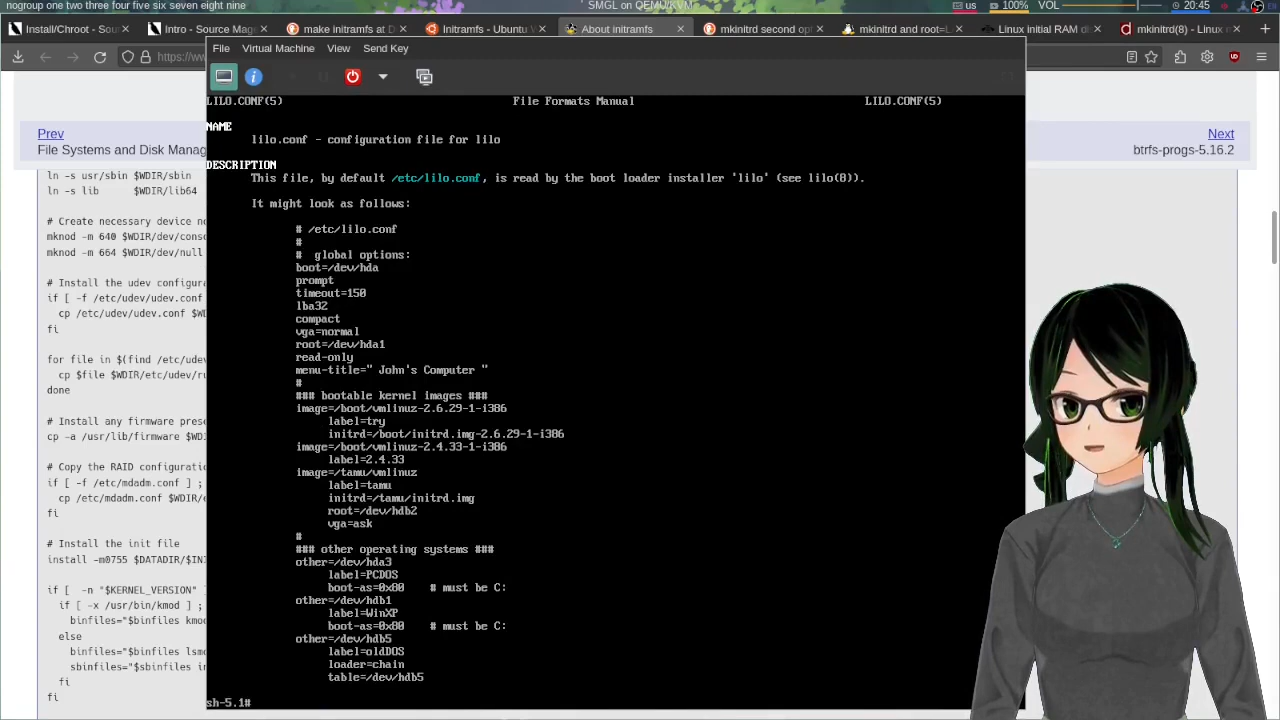 nogroup one two three four five six seven eight nine
SMGL on QEMU/KVM
us
100%
VOL
20:45
Install/Chroot - Sou
Intro - Source Mag
make initramfs at D
Initramfs - Ubuntu V
About initramfs
mkinitrd second opt
mkinitrd and root=L
Linux initial RAM di
mkinitrd(8) - Linux n
https://ww
File
Virtual Machine
View
Send Key
Prev
File Systems and Disk Manag
Next
btrfs-progs-5.16.2
ln -s usr/sbin $WDIR/sbin
ln -s lib      $WDIR/lib64
# Create necessary device no
mknod -m 640 $WDIR/dev/cons
mknod -m 664 $WDIR/dev/null
# Install the udev configura
if [ -f /etc/udev/udev.conf
cp /etc/udev/udev.conf $WD
fi
for file in $(find /etc/ude
cp $file $WDIR/etc/udev/ru
done
# Install any firmware prese
cp -a /usr/lib/firmware $WD
# Copy the RAID configuratio
if [ -f /etc/mdadm.conf ] ;
cp /etc/mdadm.conf $WDIR/e
fi
# Install the init file
install -m0755 $DATADIR/$IN
if [  -n "$KERNEL_VERSION" ]
if [ -x /usr/bin/kmod ] ;
binfiles="$binfiles kmo
else
binfiles="$binfiles lsmo
sbinfiles="$sbinfiles in
fi
fi
LILO.CONF(5)
File Formats Manual
LILO.CONF(5)
NAME
lilo.conf - configuration file for lilo
DESCRIPTION
This file, by default /etc/lilo.conf, is read by the boot loader installer 'lilo' (see lilo(8)).
It might look as follows:
# /etc/lilo.conf
#
#  global options:
boot=/dev/hda
prompt
timeout=150
lba32
compact
vga=normal
root=/dev/hda1
read-only
menu-title=" John's Computer "
#
### bootable kernel images ###
image=/boot/vmlinuz-2.6.29-1-i386
label=try
initrd=/boot/initrd.img-2.6.29-1-i386
image=/boot/vmlinuz-2.4.33-1-i386
label=2.4.33
image=/tamu/vmlinuz
label=tamu
initrd=/tamu/initrd.img
root=/dev/hdb2
vga=ask
#
### other operating systems ###
other=/dev/hda3
label=PCDOS
boot-as=0x80    # must be C:
other=/dev/hdb1
label=WinXP
boot-as=0x80    # must be C:
other=/dev/hdb5
label=oldDOS
loader=chain
table=/dev/hdb5
sh-5.1#